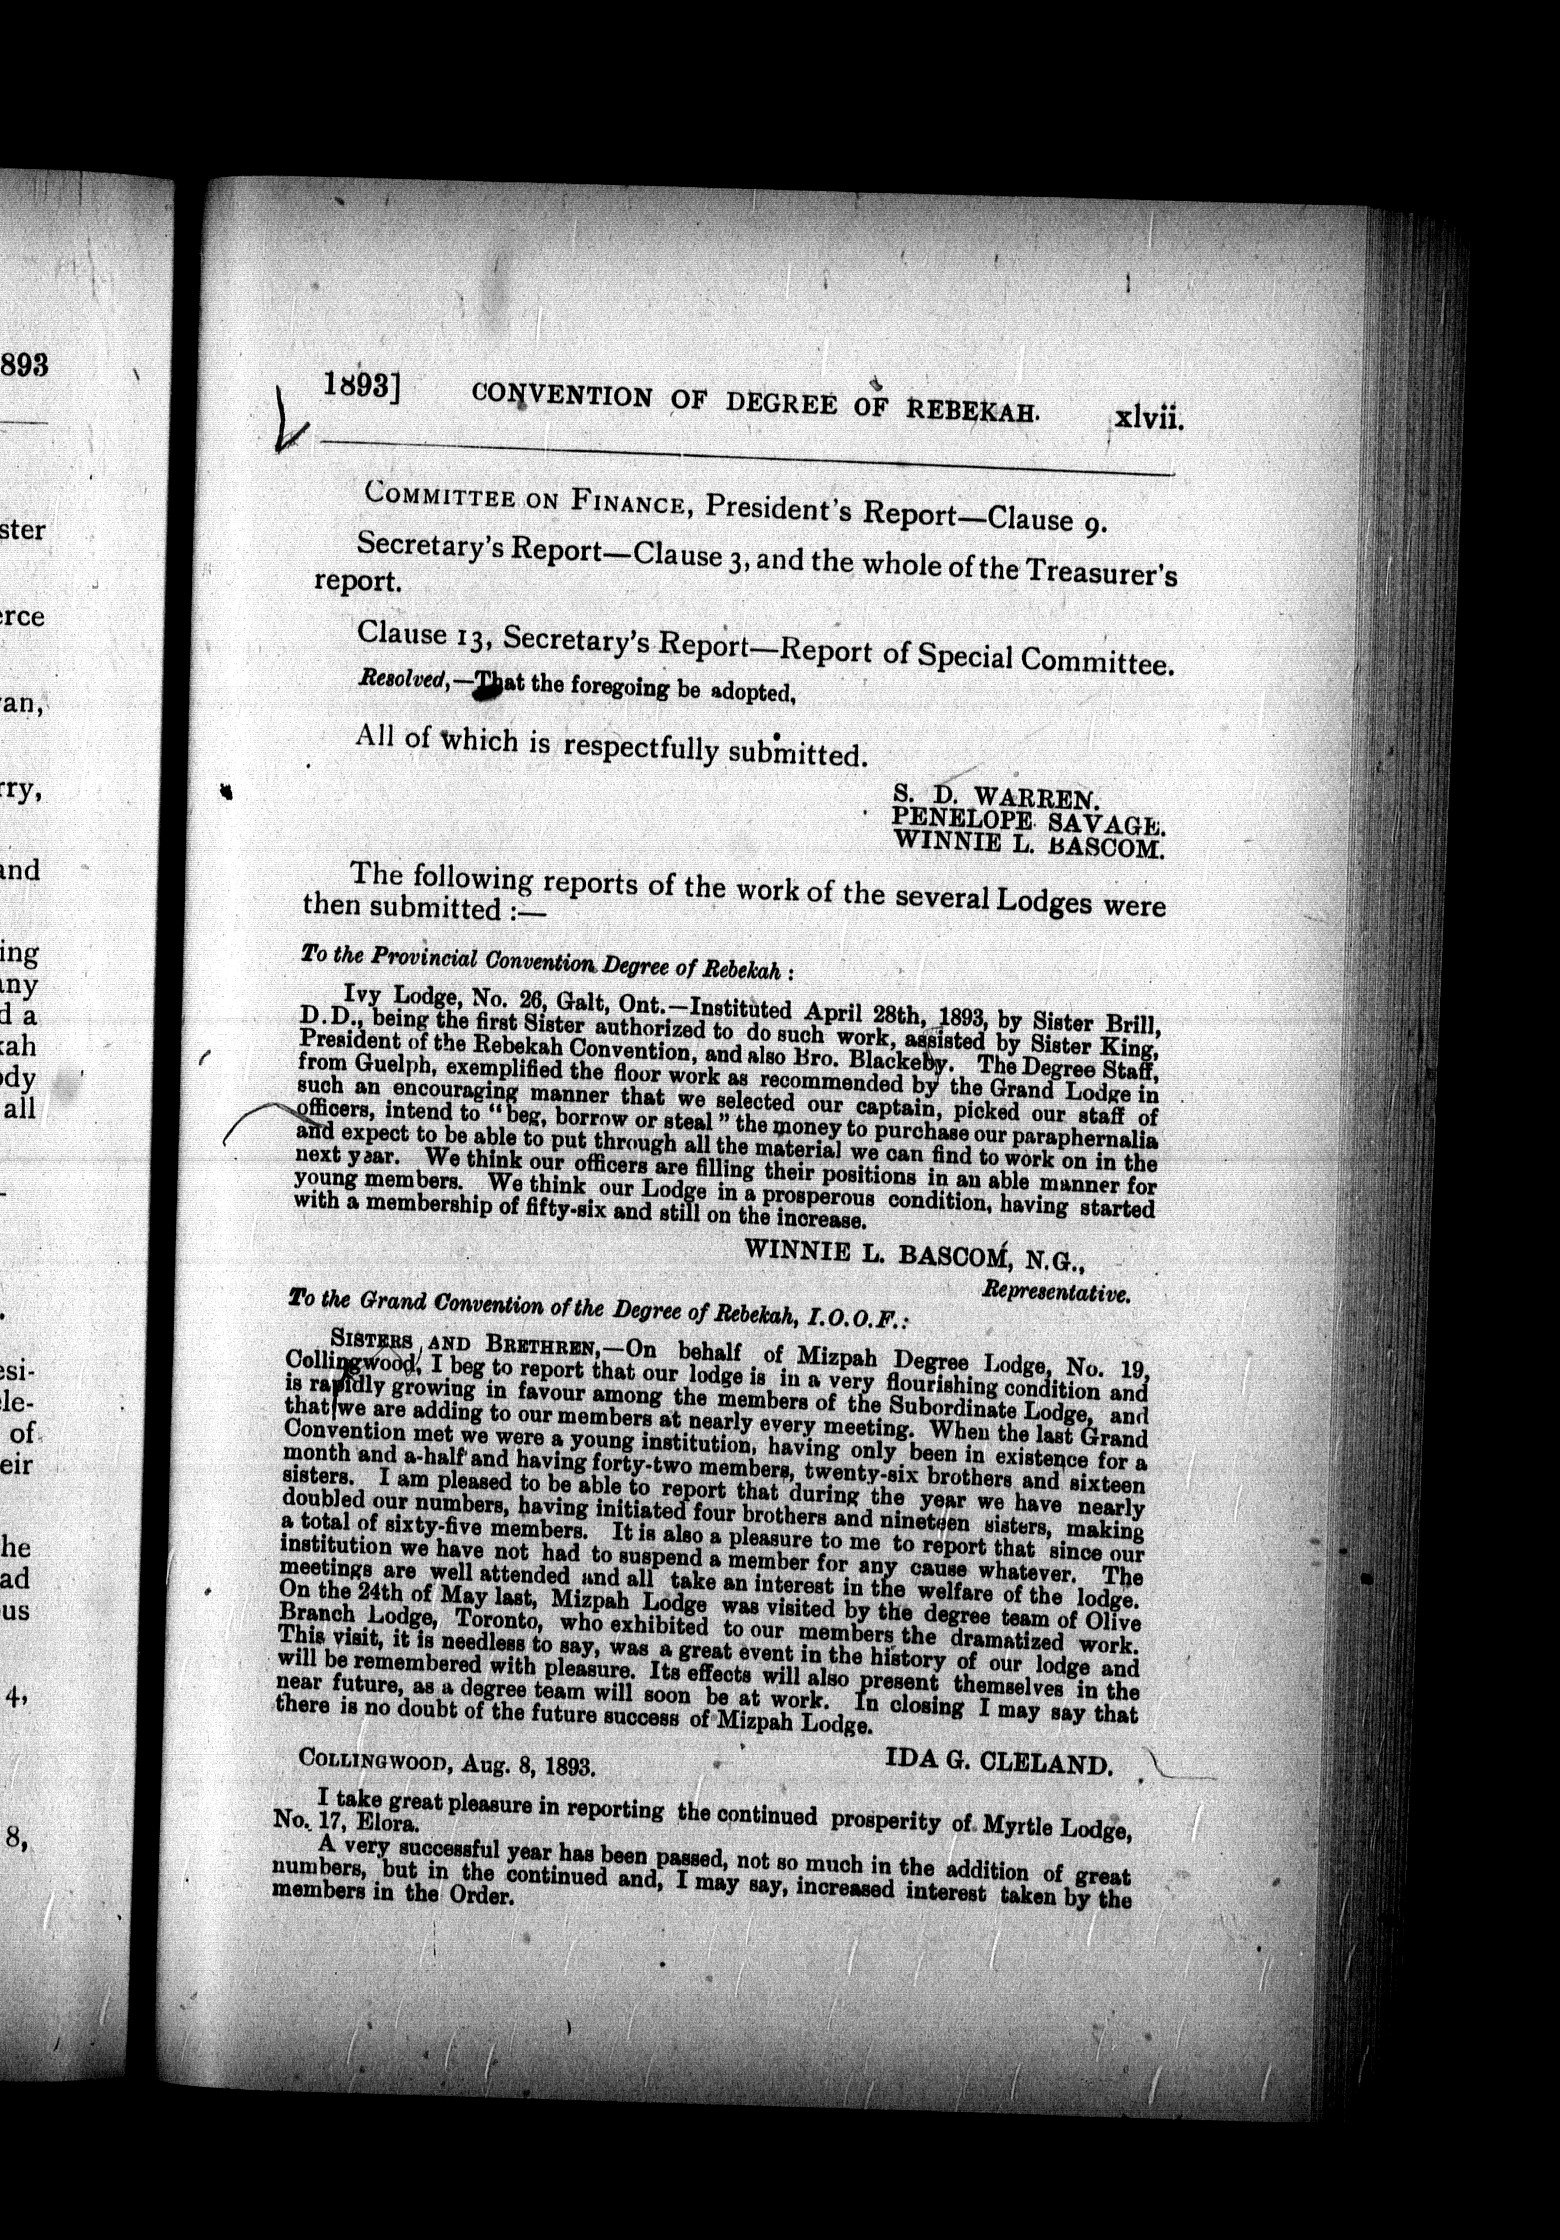 893
ster
erce
an,
rry,
and
ing
any
d a
kah
ody
all
esi-
ele-
of
eir
he
ad
ous
4,
8,
1893] CONVENTION OF DEGREE OF REBEKAH. xlvii.
COMMITTEE ON FINANCE, President's Report—Clause 9.
Secretary's Report—Clause 3, and the whole of the Treasurer's
report.
Clause 13, Secretary's Report—Report of Special Committee.
Resolved,—That the foregoing be adopted,
All of which is respectfully submitted.
S. D. WARREN.
PENELOPE SAVAGE.
WINNIE L. BASCOM.
The following reports of the work of the several Lodges were
then submitted :—
To the Provincial Convention Degree of Rebekah :
Ivy Lodge, No. 26, Galt, Ont.—Instituted April 28th, 1893, by Sister Brill,
D.D., being the first Sister authorized to do such work, assisted by Sister King,
President of the Rebekah Convention, and also Bro. Blackeby. The Degree Staff,
from Guelph, exemplified the floor work as recommended by the Grand Lodge in
such an encouraging manner that we selected our captain, picked our staff of
officers, intend to "beg, borrow or steal" the money to purchase our paraphernalia
and expect to be able to put through all the material we can find to work on in the
next year. We think our officers are filling their positions in an able manner for
young members. We think our Lodge in a prosperous condition, having started
with a membership of fifty-six and still on the increase.
WINNIE L. BASCOM, N.G.,
Representative.
To the Grand Convention of the Degree of Rebekah, I.O.O.F.:
SISTERS AND BRETHREN,—On behalf of Mizpah Degree Lodge, No. 19,
Collingwood, I beg to report that our lodge is in a very flourishing condition and
is rapidly growing in favour among the members of the Subordinate Lodge, and
that we are adding to our members at nearly every meeting. When the last Grand
Convention met we were a young institution, having only been in existence for a
month and a-half and having forty-two members, twenty-six brothers and sixteen
sisters. I am pleased to be able to report that during the year we have nearly
doubled our numbers, having initiated four brothers and nineteen sisters, making
a total of sixty-five members. It is also a pleasure to me to report that since our
institution we have not had to suspend a member for any cause whatever. The
meetings are well attended and all take an interest in the welfare of the lodge.
On the 24th of May last, Mizpah Lodge was visited by the degree team of Olive
Branch Lodge, Toronto, who exhibited to our members the dramatized work.
This visit, it is needless to say, was a great event in the history of our lodge and
will be remembered with pleasure. Its effects will also present themselves in the
near future, as a degree team will soon be at work. In closing I may say that
there is no doubt of the future success of Mizpah Lodge.
COLLINGWOOD, Aug. 8, 1893. IDA G. CLELAND.
I take great pleasure in reporting the continued prosperity of Myrtle Lodge,
No. 17, Elora.
A very successful year has been passed, not so much in the addition of great
numbers, but in the continued and, I may say, increased interest taken by the
members in the Order.